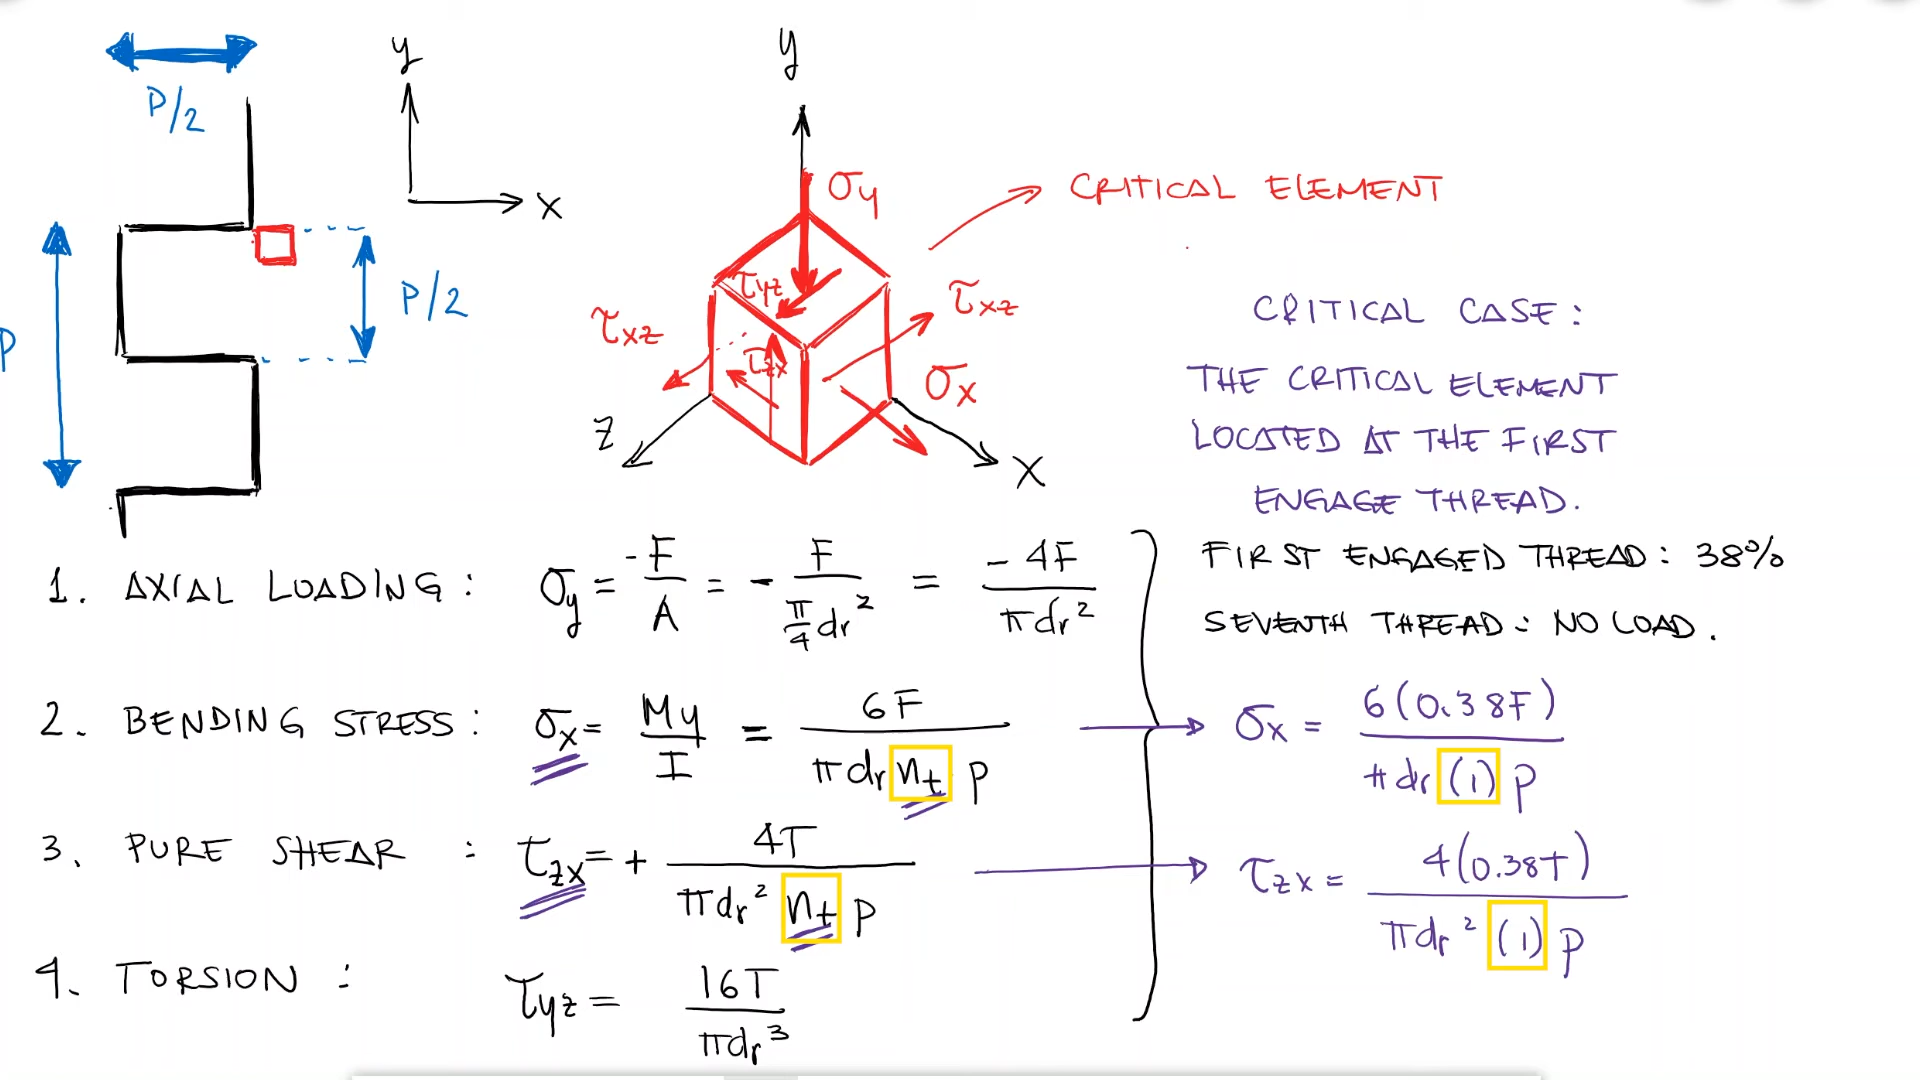 P/2
y
x
P
P/2
y
σy
τyz
τxz
τzx
τxz
σx
z
x
CRITICAL ELEMENT
CRITICAL CASE:
THE CRITICAL ELEMENT
LOCATED AT THE FIRST
ENGAGE THREAD.
FIRST ENGAGED THREAD: 38%
SEVENTH THREAD: NO LOAD.
1. AXIAL LOADING: σy = -F/A = - F/(π/4 dr²) = -4F/(πdr²)
2. BENDING STRESS: σx = My/I = 6F/(πdr nt p)
σx = 6(0.38F)/(πdr (1) p)
3. PURE SHEAR: τzx = + 4T/(πdr² nt p)
τzx = 4(0.38T)/(πdr² (1) p)
4. TORSION: τyz = 16T/(πdr³)